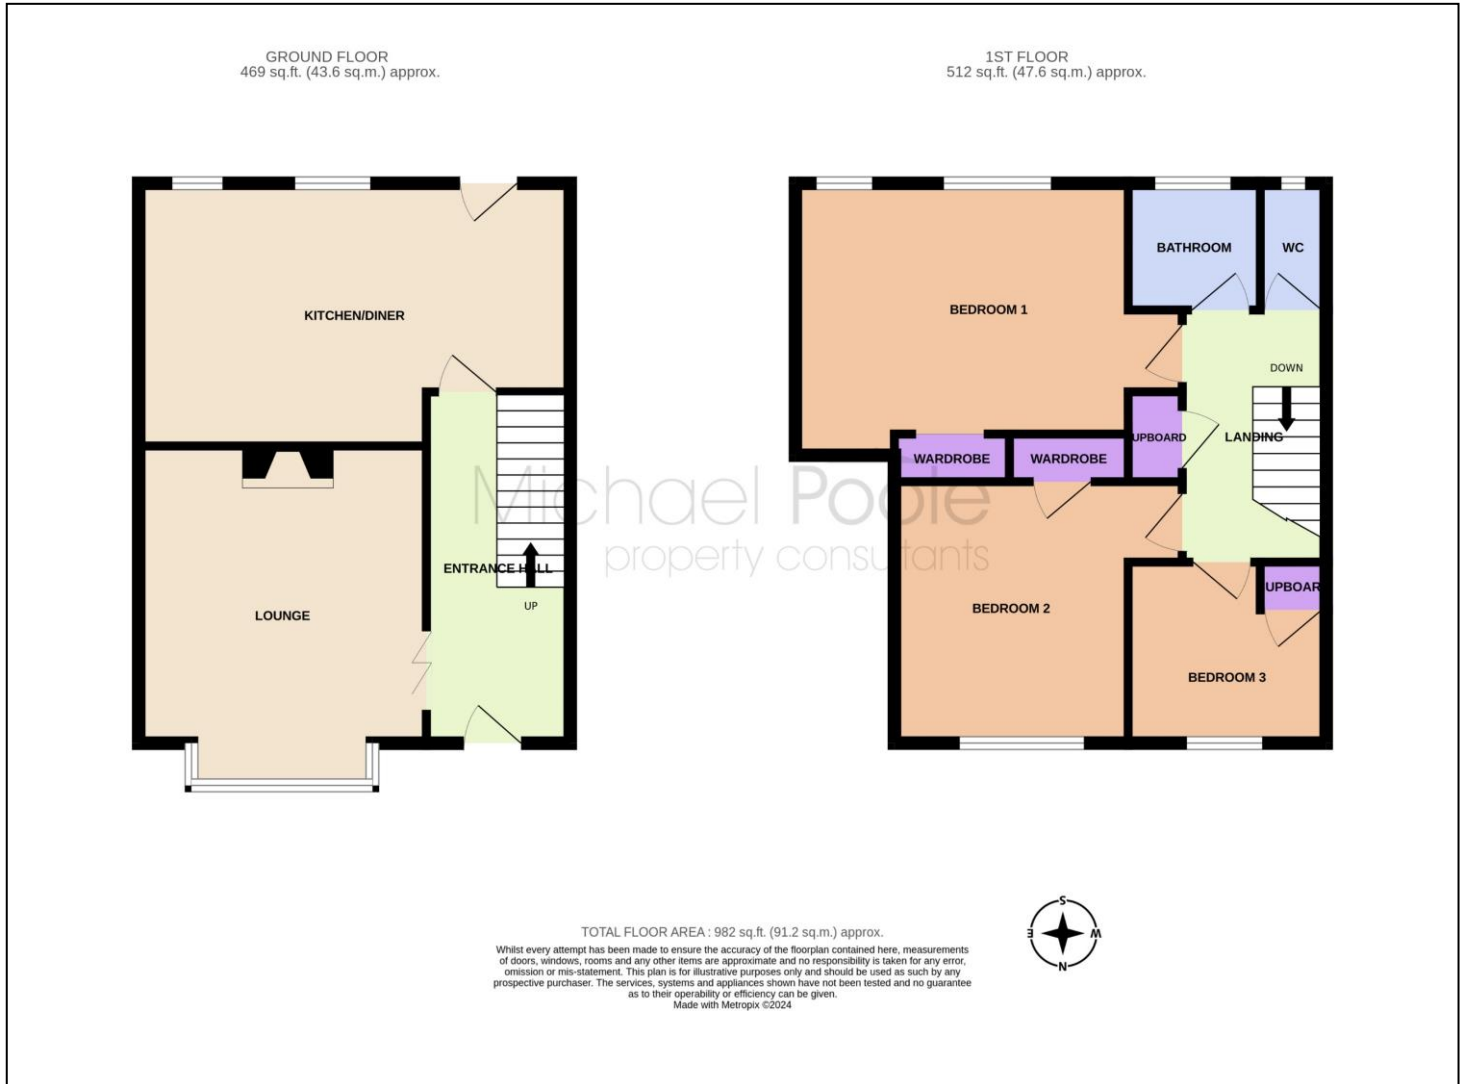 GROUND FLOOR
469 sq.ft. (43.6 sq.m.) approx.
1ST FLOOR
512 sq.ft. (47.6 sq.m.) approx.
KITCHEN/DINER
LOUNGE
ENTRANCE HALL
UP
BEDROOM 1
BATHROOM
WC
DOWN
UPBOARD
LANDING
WARDROBE
WARDROBE
BEDROOM 2
UPBOAR
BEDROOM 3
Michael Poole
property consultants
TOTAL FLOOR AREA : 982 sq.ft. (91.2 sq.m.) approx.
Whilst every attempt has been made to ensure the accuracy of the floorplan contained here, measurements
of doors, windows, rooms and any other items are approximate and no responsibility is taken for any error,
omission or mis-statement. This plan is for illustrative purposes only and should be used as such by any
prospective purchaser. The services, systems and appliances shown have not been tested and no guarantee
as to their operability or efficiency can be given.
Made with Metropix ©2024
S
E
W
N